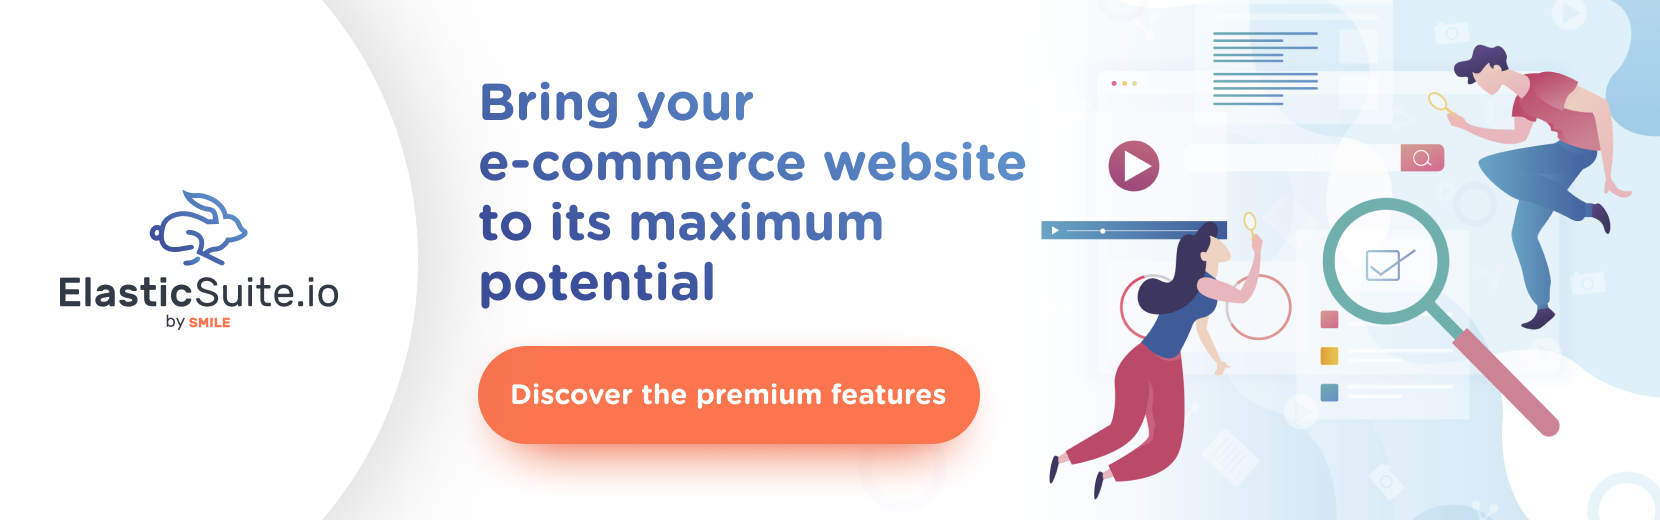 ElasticSuite.io
by SMILE
Bring your
e-commerce website
to its maximum
potential
Discover the premium features